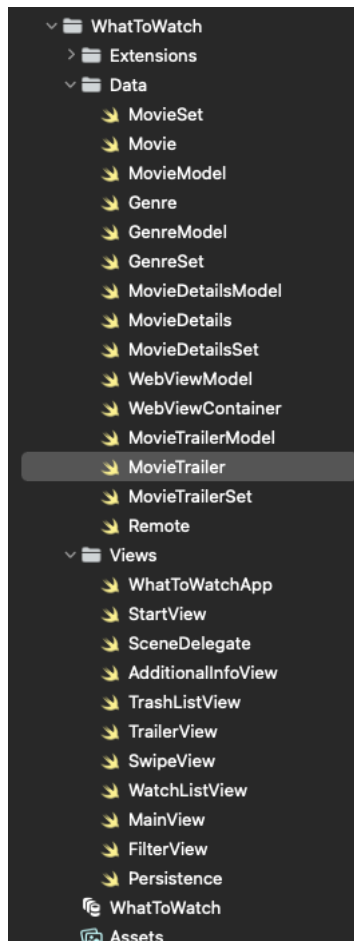 WhatToWatch
Extensions
Data
MovieSet
Movie
MovieModel
Genre
GenreModel
GenreSet
MovieDetailsModel
MovieDetails
MovieDetailsSet
WebViewModel
WebViewContainer
MovieTrailerModel
MovieTrailer
MovieTrailerSet
Remote
Views
WhatToWatchApp
StartView
SceneDelegate
AdditionalInfoView
TrashListView
TrailerView
SwipeView
WatchListView
MainView
FilterView
Persistence
WhatToWatch
Assets